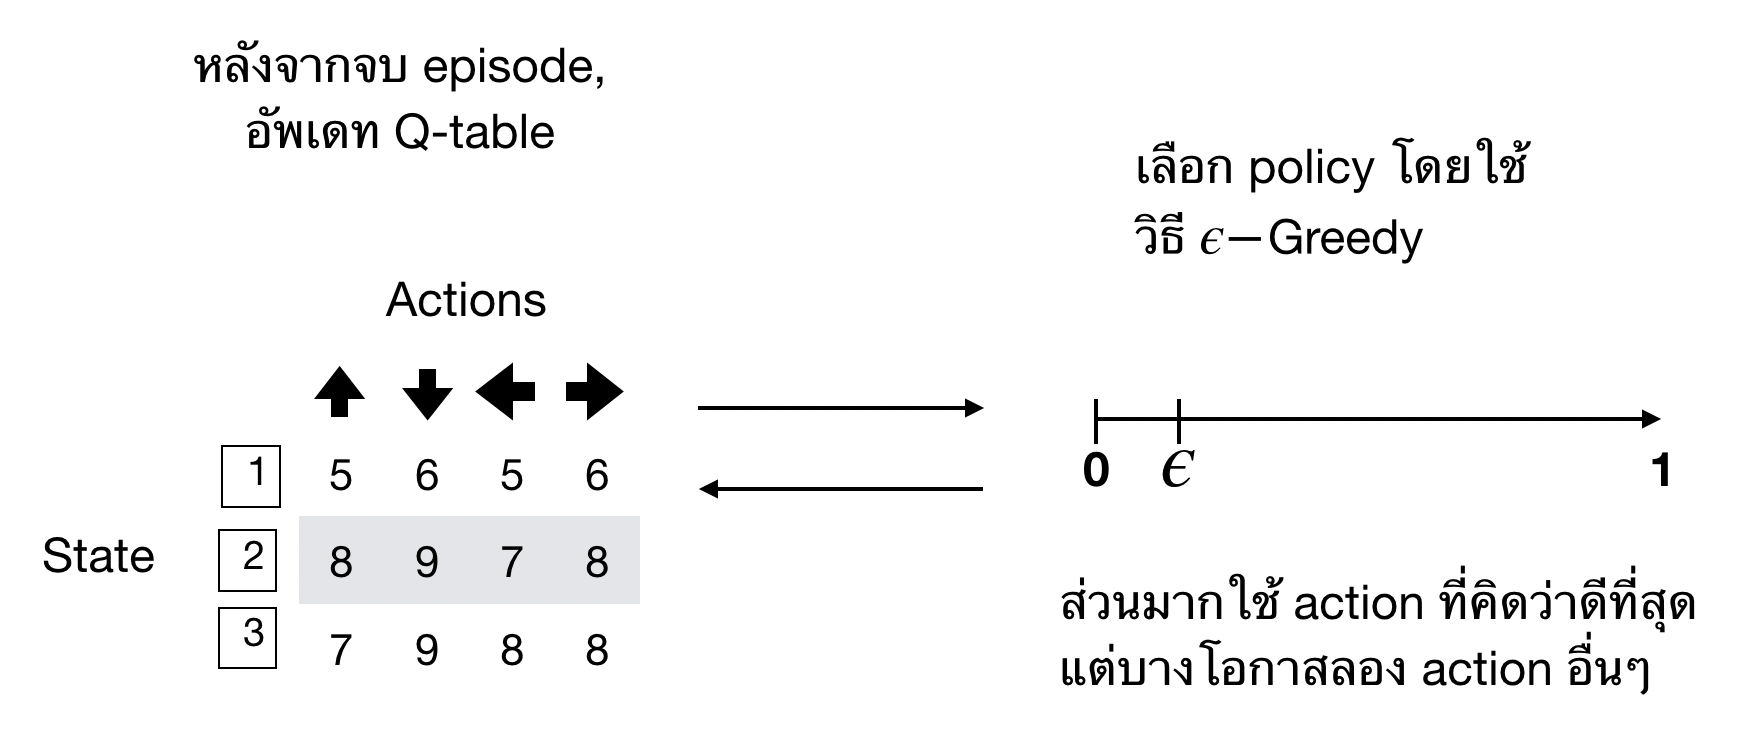 หลังจากจบ episode,
อัพเดท Q-table
เลือก policy โดยใช้
วิธี ϵ—Greedy
Actions
1 5 6 5 6
State 2 8 9 7 8
3 7 9 8 8
0 ϵ 1
ส่วนมากใช้ action ที่คิดว่าดีที่สุด
แต่บางโอกาสลอง action อื่นๆ